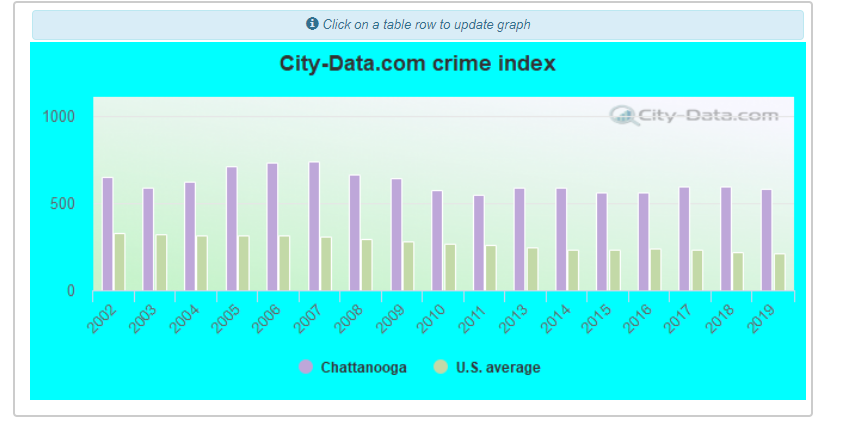 Click on a table row to update graph
City-Data.com crime index
City-Data.com
1000
500
0
2002 2003 2004 2005 2006 2007 2008 2009 2010 2011 2013 2014 2015 2016 2017 2018 2019
Chattanooga U.S. average